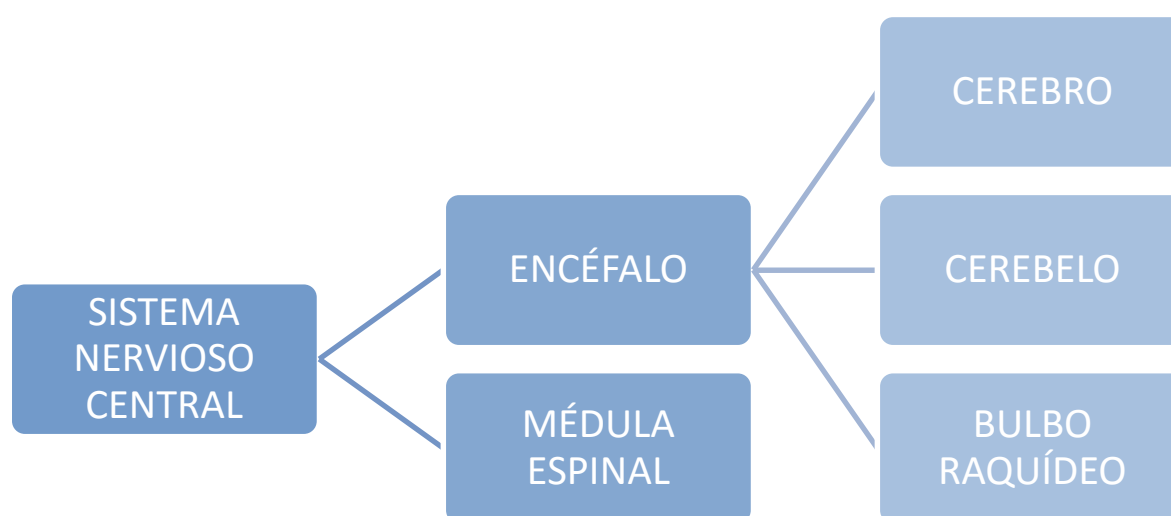 SISTEMA
NERVIOSO
CENTRAL
ENCÉFALO
MÉDULA
ESPINAL
CEREBRO
CEREBELO
BULBO
RAQUÍDEO